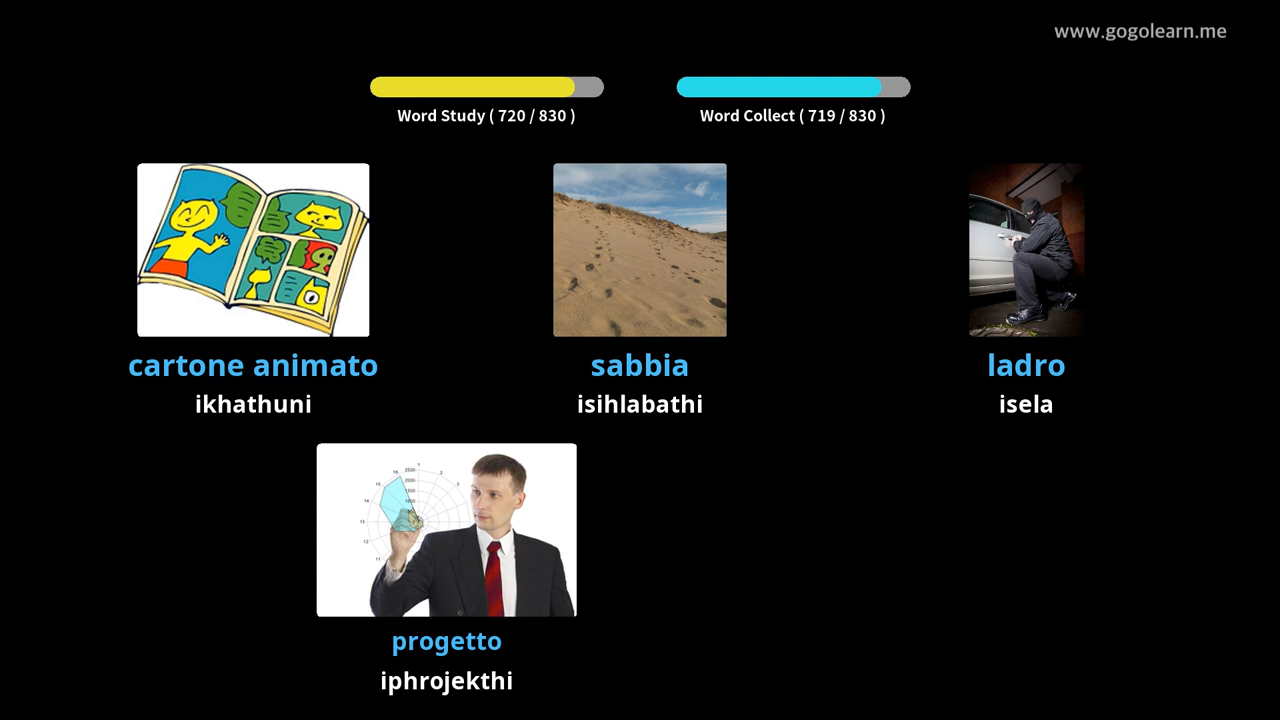 www.gogolearn.me
Word Study ( 720 / 830 )
Word Collect ( 719 / 830 )
cartone animato
ikhathuni
sabbia
isihlabathi
ladro
isela
progetto
iphrojekthi